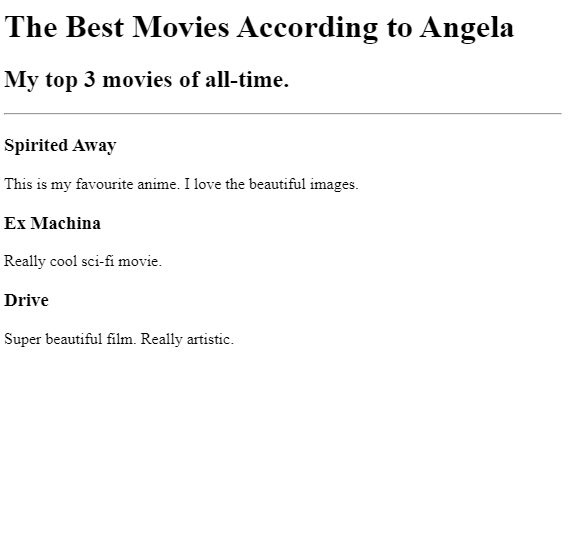 The Best Movies According to Angela
My top 3 movies of all-time.
Spirited Away
This is my favourite anime. I love the beautiful images.
Ex Machina
Really cool sci-fi movie.
Drive
Super beautiful film. Really artistic.